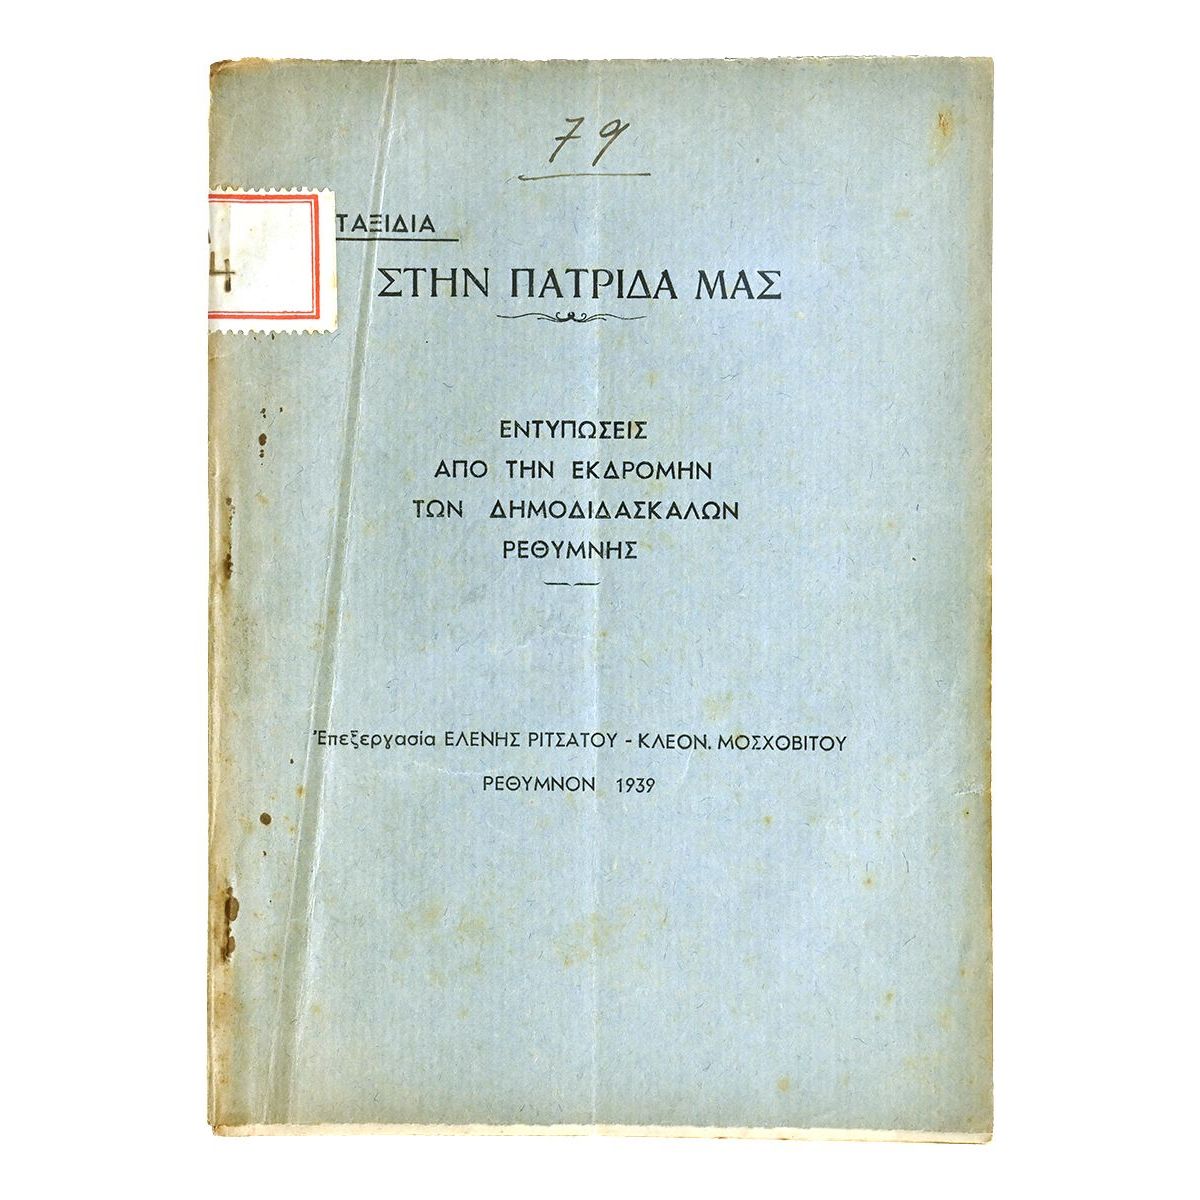 79
ΤΑΞΙΔΙΑ
4
ΣΤΗΝ ΠΑΤΡΙΔΑ ΜΑΣ
ΕΝΤΥΠΩΣΕΙΣ
ΑΠΟ ΤΗΝ ΕΚΔΡΟΜΗΝ
ΤΩΝ ΔΗΜΟΔΙΔΑΣΚΑΛΩΝ
ΡΕΘΥΜΝΗΣ
Ἐπεξεργασία ΕΛΕΝΗΣ ΡΙΤΣΑΤΟΥ - ΚΛΕΟΝ. ΜΟΣΧΟΒΙΤΟΥ
ΡΕΘΥΜΝΟΝ 1939